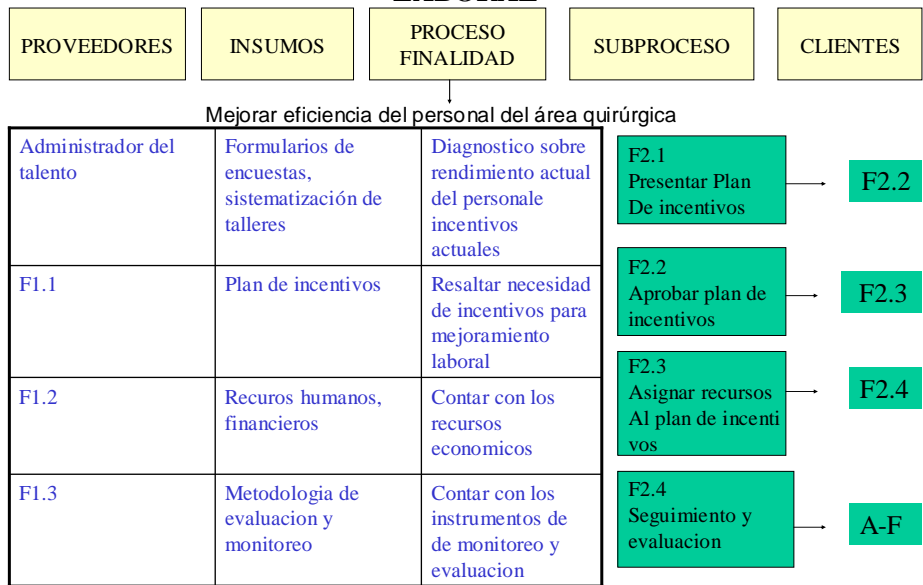 LABORAL
PROVEEDORES
INSUMOS
PROCESO
FINALIDAD
SUBPROCESO
CLIENTES
Mejorar eficiencia del personal del área quirúrgica
Administrador del
talento
Formularios de
encuestas,
sistematización de
talleres
Diagnostico sobre
rendimiento actual
del personale
incentivos
actuales
F2.1
Presentar Plan
De incentivos
F2.2
F1.1
Plan de incentivos
Resaltar necesidad
de incentivos para
mejoramiento
laboral
F2.2
Aprobar plan de
incentivos
F2.3
F1.2
Recuros humanos,
financieros
Contar con los
recursos
economicos
F2.3
Asignar recursos
Al plan de incenti
vos
F2.4
F1.3
Metodologia de
evaluacion y
monitoreo
Contar con los
instrumentos de
de monitoreo y
evaluacion
F2.4
Seguimiento y
evaluacion
A-F